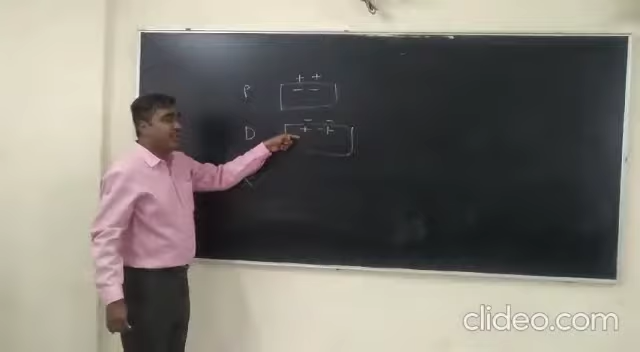 P
+ +
- -
D
- -
+ - +
clideo.com